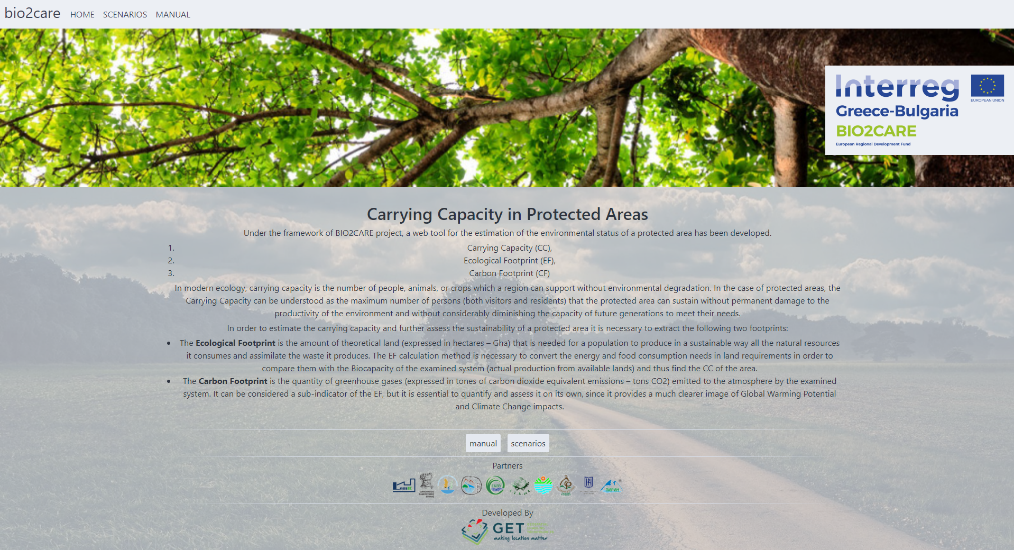 bio2care HOME SCENARIOS MANUAL
Interreg
EUROPEAN UNION
Greece-Bulgaria
BIO2CARE
European Regional Development Fund
Carrying Capacity in Protected Areas
Under the framework of BIO2CARE project, a web tool for the estimation of the environmental status of a protected area has been developed.
1. Carrying Capacity (CC),
2. Ecological Footprint (EF),
3. Carbon Footprint (CF)
In modern ecology, carrying capacity is the number of people, animals, or crops which a region can support without environmental degradation. In the case of protected areas, the
Carrying Capacity can be understood as the maximum number of persons (both visitors and residents) that the protected area can sustain without permanent damage to the
productivity of the environment and without considerably diminishing the capacity of future generations to meet their needs.
In order to estimate the carrying capacity and further assess the sustainability of a protected area it is necessary to extract the following two footprints:
• The Ecological Footprint is the amount of theoretical land (expressed in hectares – Gha) that is needed for a population to produce in a sustainable way all the natural resources
it consumes and assimilate the waste it produces. The EF calculation method is necessary to convert the energy and food consumption needs in land requirements in order to
compare them with the Biocapacity of the examined system (actual production from available lands) and thus find the CC of the area.
• The Carbon Footprint is the quantity of greenhouse gases (expressed in tones of carbon dioxide equivalent emissions – tons CO2) emitted to the atmosphere by the examined
system. It can be considered a sub-indicator of the EF, but it is essential to quantify and assess it on its own, since it provides a much clearer image of Global Warming Potential
and Climate Change impacts.
manual scenarios
Partners
Developed By
GET
making location matter